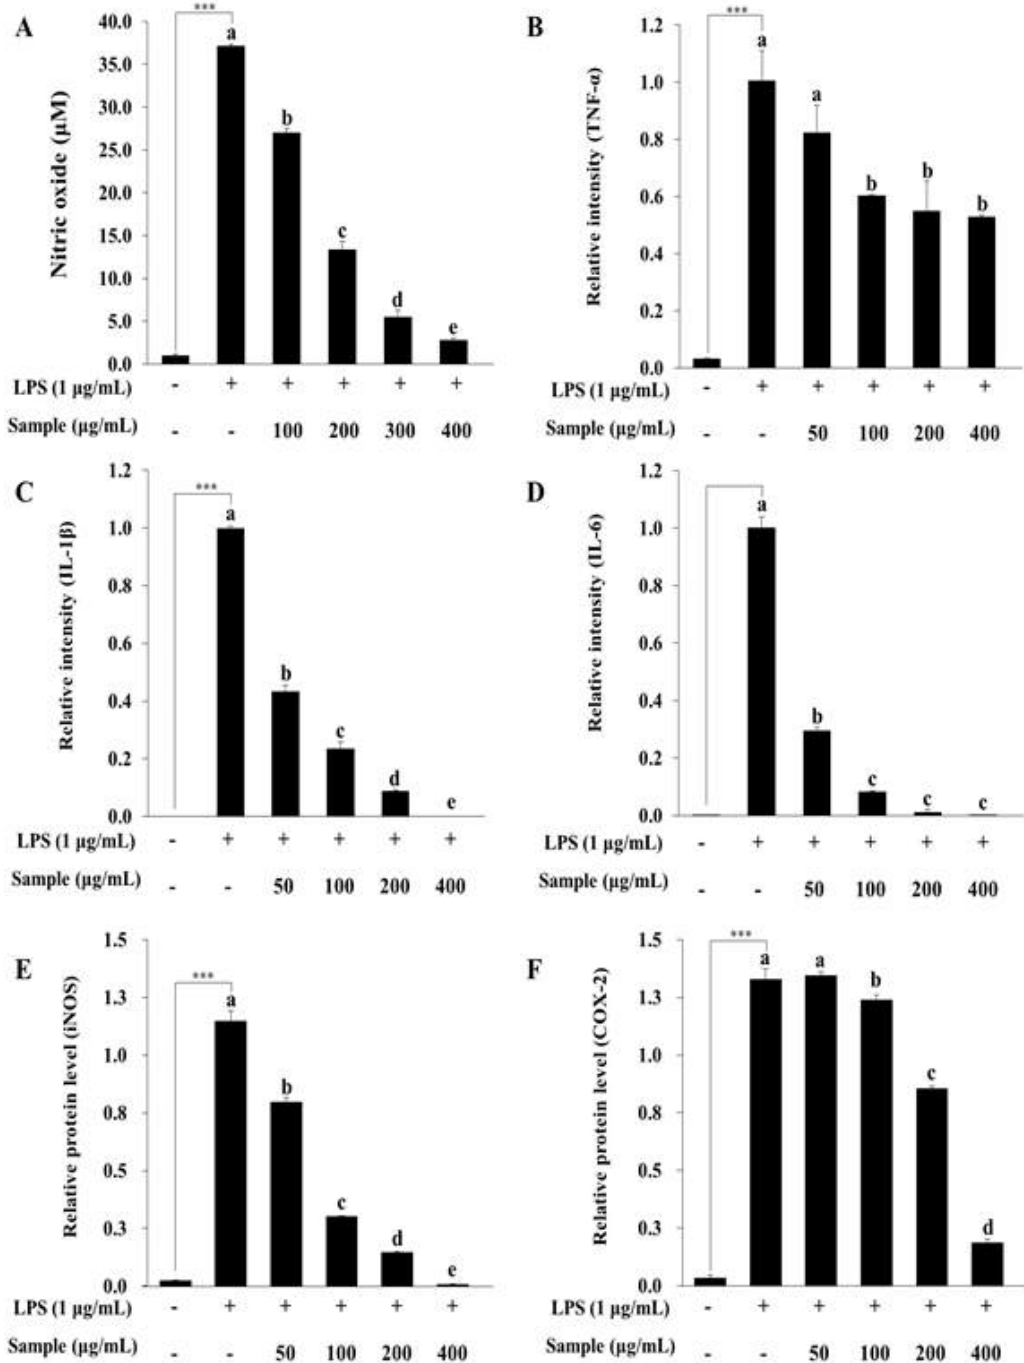 A
Nitric oxide (μM)
40.0
35.0
30.0
25.0
20.0
15.0
10.0
5.0
0.0
***
a
b
c
d
e
LPS (1 μg/mL) - + + + + +
Sample (μg/mL) - - 100 200 300 400
B
Relative intensity (TNF-α)
1.2
1.0
0.8
0.6
0.4
0.2
0.0
***
a
a
b
b
b
LPS (1 μg/mL) - + + + + +
Sample (μg/mL) - - 50 100 200 400
C
Relative intensity (IL-1β)
1.2
1.0
0.8
0.6
0.4
0.2
0.0
***
a
b
c
d
e
LPS (1 μg/mL) - + + + + +
Sample (μg/mL) - - 50 100 200 400
D
Relative intensity (IL-6)
1.2
1.0
0.8
0.6
0.4
0.2
0.0
a
b
c
c
c
LPS (1 μg/mL) - + + + + +
Sample (μg/mL) - - 50 100 200 400
E
Relative protein level (iNOS)
1.5
1.3
1.0
0.8
0.5
0.3
0.0
***
a
b
c
d
e
LPS (1 μg/mL) - + + + + +
Sample (μg/mL) - - 50 100 200 400
F
Relative protein level (COX-2)
1.5
1.3
1.0
0.8
0.5
0.3
0.0
***
a
a
b
c
d
LPS (1 μg/mL) - + + + + +
Sample (μg/mL) - - 50 100 200 400